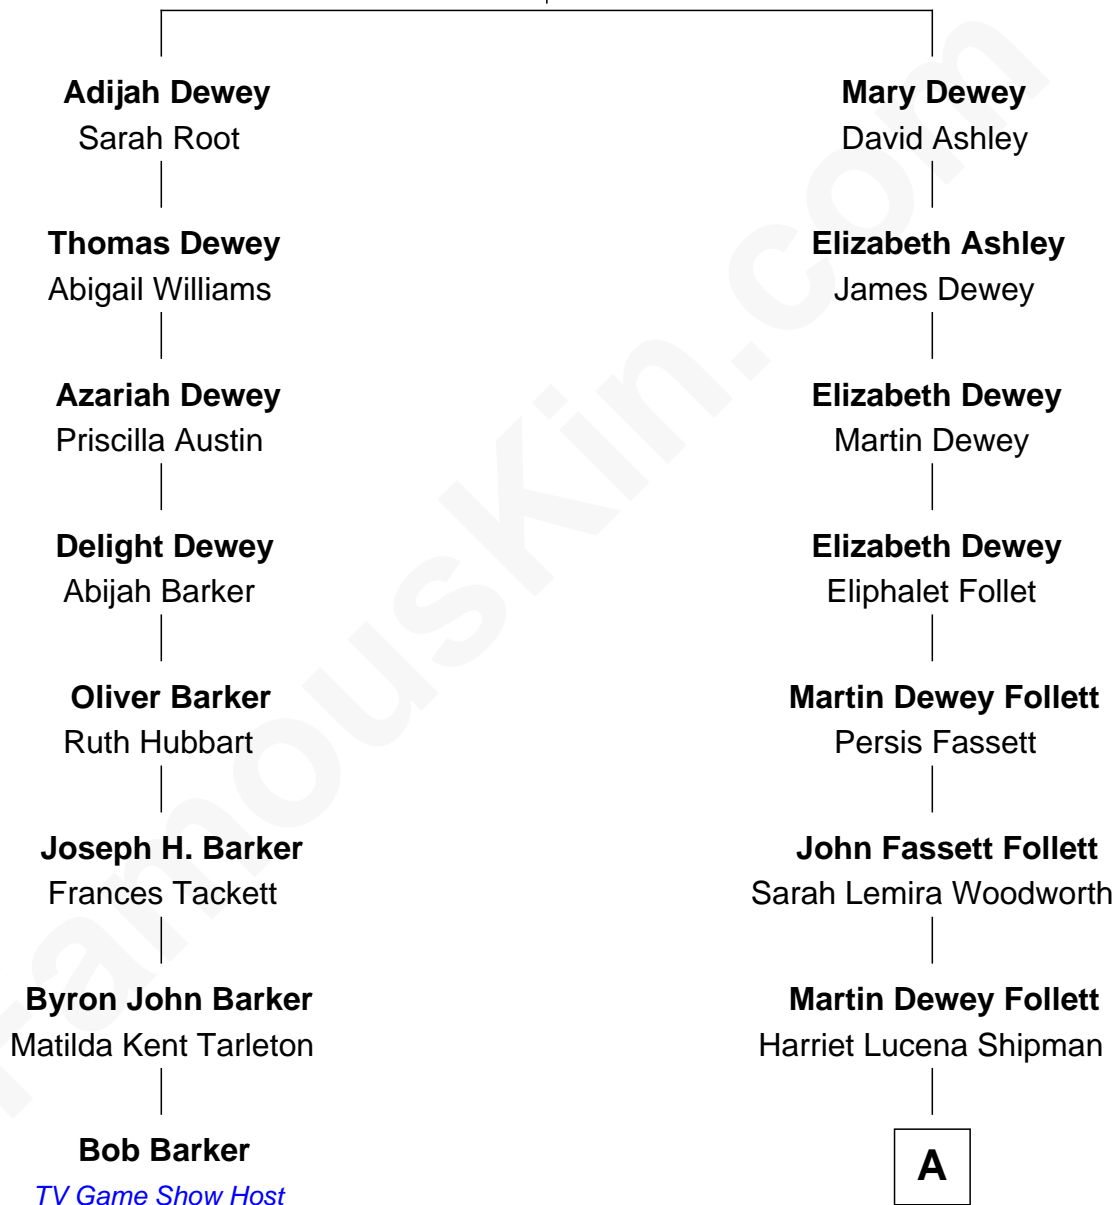 Adijah Dewey
Sarah Root
Thomas Dewey
Abigail Williams
Azariah Dewey
Priscilla Austin
Delight Dewey
Abijah Barker
Oliver Barker
Ruth Hubbart
Joseph H. Barker
Frances Tackett
Byron John Barker
Matilda Kent Tarleton
Bob Barker
TV Game Show Host
Mary Dewey
David Ashley
Elizabeth Ashley
James Dewey
Elizabeth Dewey
Martin Dewey
Elizabeth Dewey
Eliphalet Follet
Martin Dewey Follett
Persis Fassett
John Fassett Follett
Sarah Lemira Woodworth
Martin Dewey Follett
Harriet Lucena Shipman
A
FamousKin.com